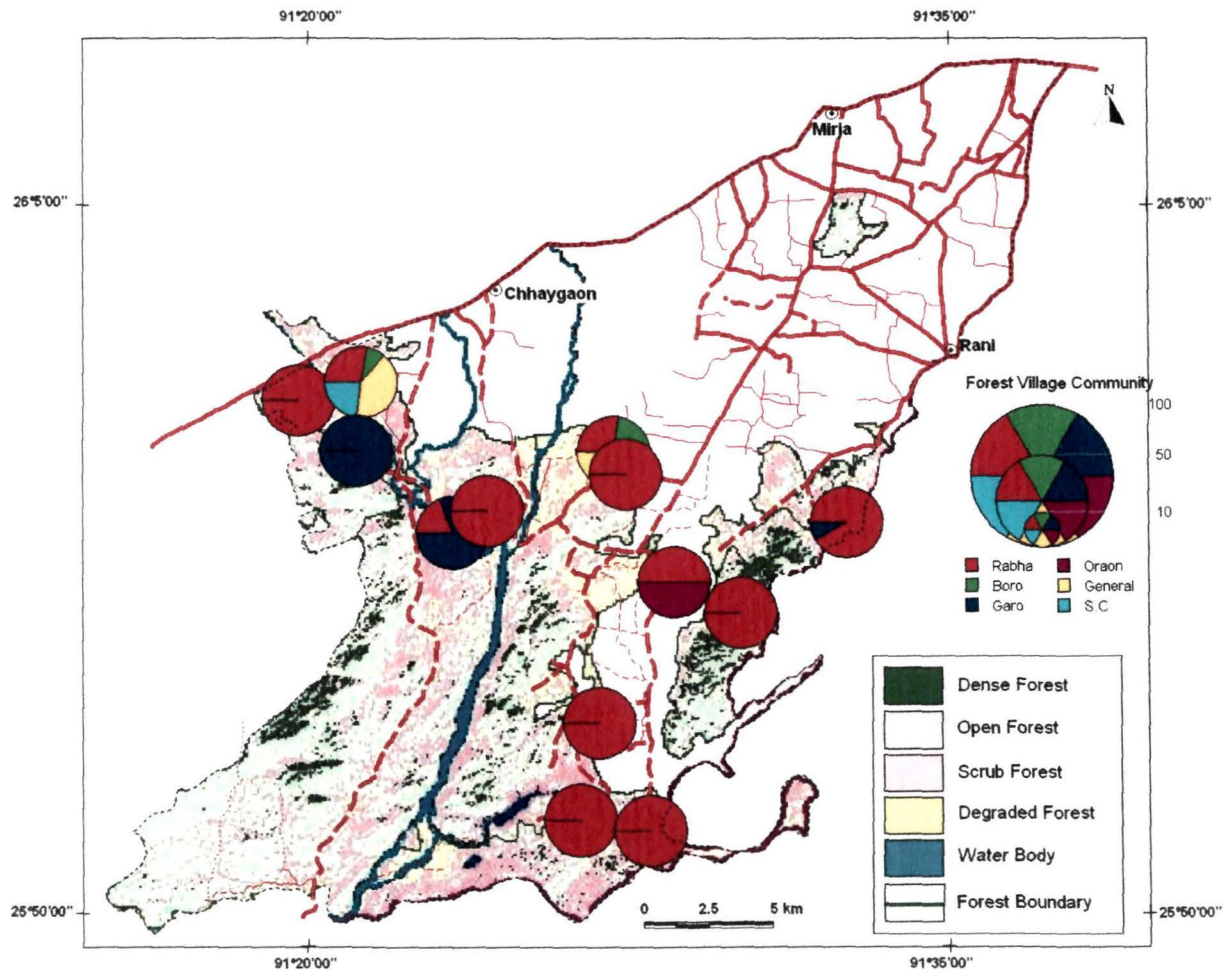 91°20'00"
91°35'00"
N
Mirja
26°5'00"
26°5'00"
Chhaygaon
Rani
Forest Village Community
100
50
10
Rabha
Oraon
Boro
General
Garo
S.C
Dense Forest
Open Forest
Scrub Forest
Degraded Forest
Water Body
Forest Boundary
0 2.5 5 km
25°50'00"
25°50'00"
91°20'00"
91°35'00"